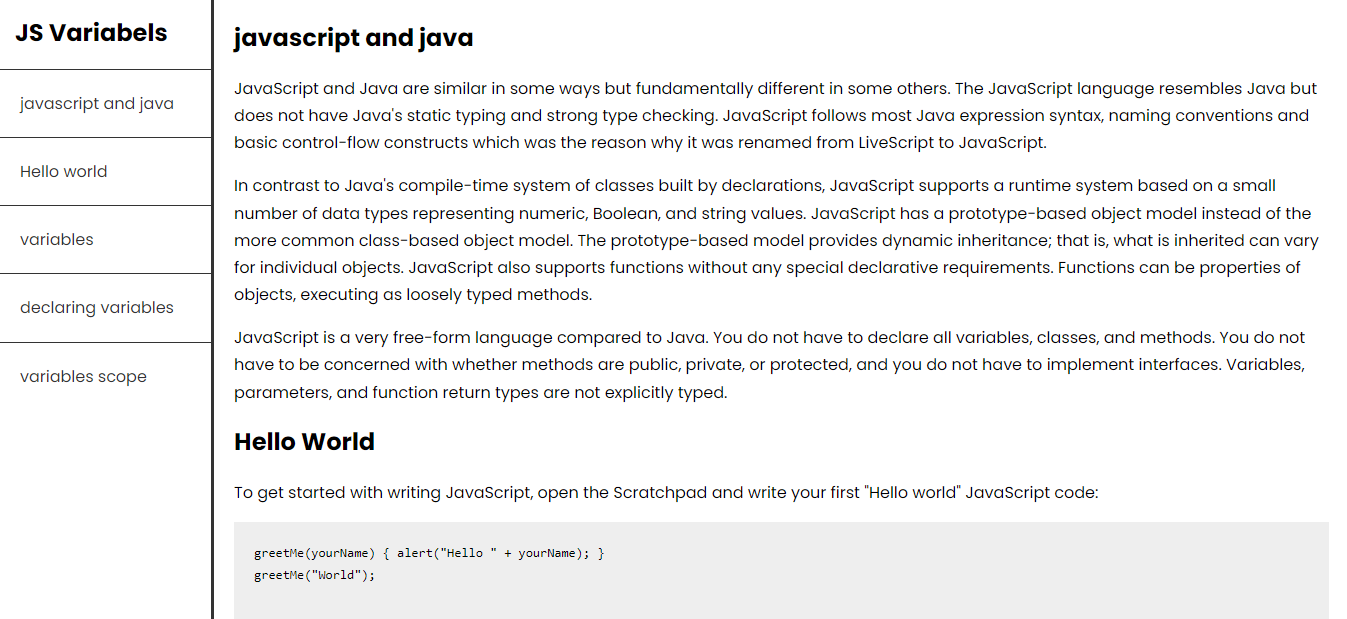 JS Variabels
javascript and java
Hello world
variables
declaring variables
variables scope
javascript and java
JavaScript and Java are similar in some ways but fundamentally different in some others. The JavaScript language resembles Java but
does not have Java's static typing and strong type checking. JavaScript follows most Java expression syntax, naming conventions and
basic control-flow constructs which was the reason why it was renamed from LiveScript to JavaScript.
In contrast to Java's compile-time system of classes built by declarations, JavaScript supports a runtime system based on a small
number of data types representing numeric, Boolean, and string values. JavaScript has a prototype-based object model instead of the
more common class-based object model. The prototype-based model provides dynamic inheritance; that is, what is inherited can vary
for individual objects. JavaScript also supports functions without any special declarative requirements. Functions can be properties of
objects, executing as loosely typed methods.
JavaScript is a very free-form language compared to Java. You do not have to declare all variables, classes, and methods. You do not
have to be concerned with whether methods are public, private, or protected, and you do not have to implement interfaces. Variables,
parameters, and function return types are not explicitly typed.
Hello World
To get started with writing JavaScript, open the Scratchpad and write your first "Hello world" JavaScript code:
greetMe(yourName) { alert("Hello " + yourName); }
greetMe("World");